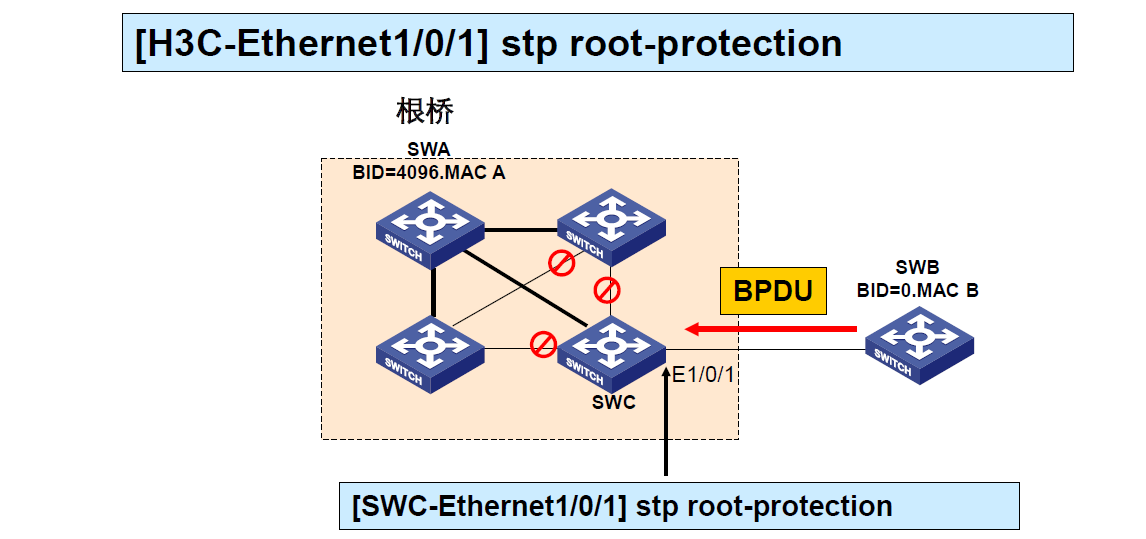 [H3C-Ethernet1/0/1] stp root-protection
根桥
SWA
BID=4096.MAC A
SWITCH
SWITCH
SWB
BID=0.MAC B
BPDU
SWITCH
SWITCH
SWITCH
E1/0/1
SWC
[SWC-Ethernet1/0/1] stp root-protection